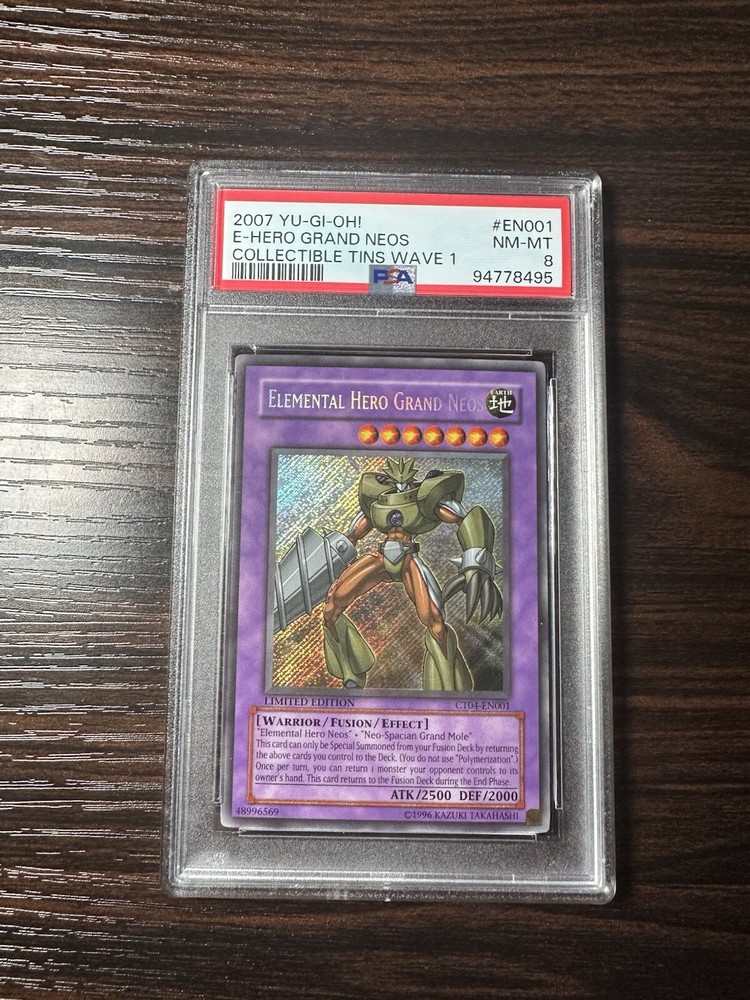 2007 YU-GI-OH! #EN001
E-HERO GRAND NEOS NM-MT
COLLECTIBLE TINS WAVE 1 8
PSA 94778495
ELEMENTAL HERO GRAND NEOS
EARTH
地
LIMITED EDITION CT04-EN001
[WARRIOR/FUSION/EFFECT]
"Elemental Hero Neos" + "Neo-Spacian Grand Mole"
This card can only be Special Summoned from your Fusion Deck by returning
the above cards you control to the Deck. (You do not use "Polymerization".)
Once per turn, you can return 1 monster your opponent controls to its
owner's hand. This card returns to the Fusion Deck during the End Phase.
ATK/2500 DEF/2000
48996569 ©1996 KAZUKI TAKAHASHI